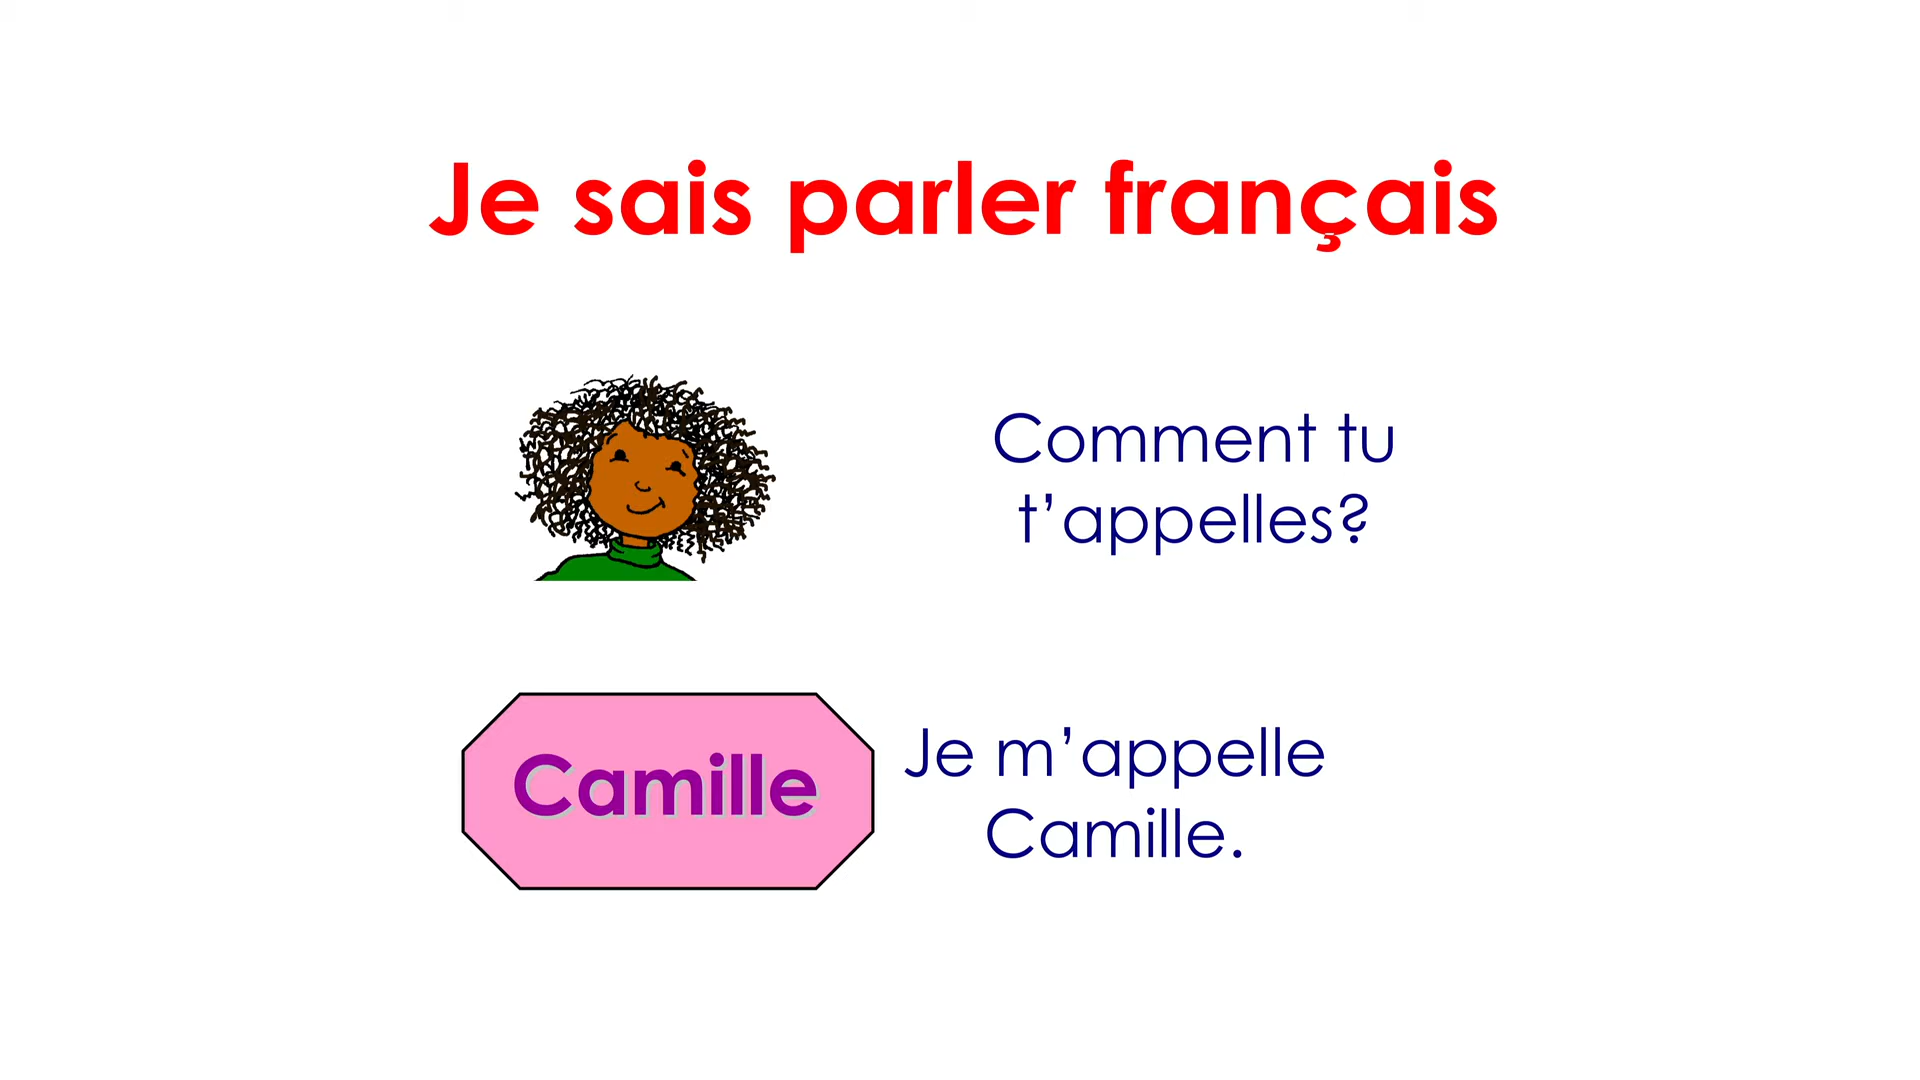 Je sais parler français
Comment tu
t’appelles?
Camille
Je m’appelle
Camille.